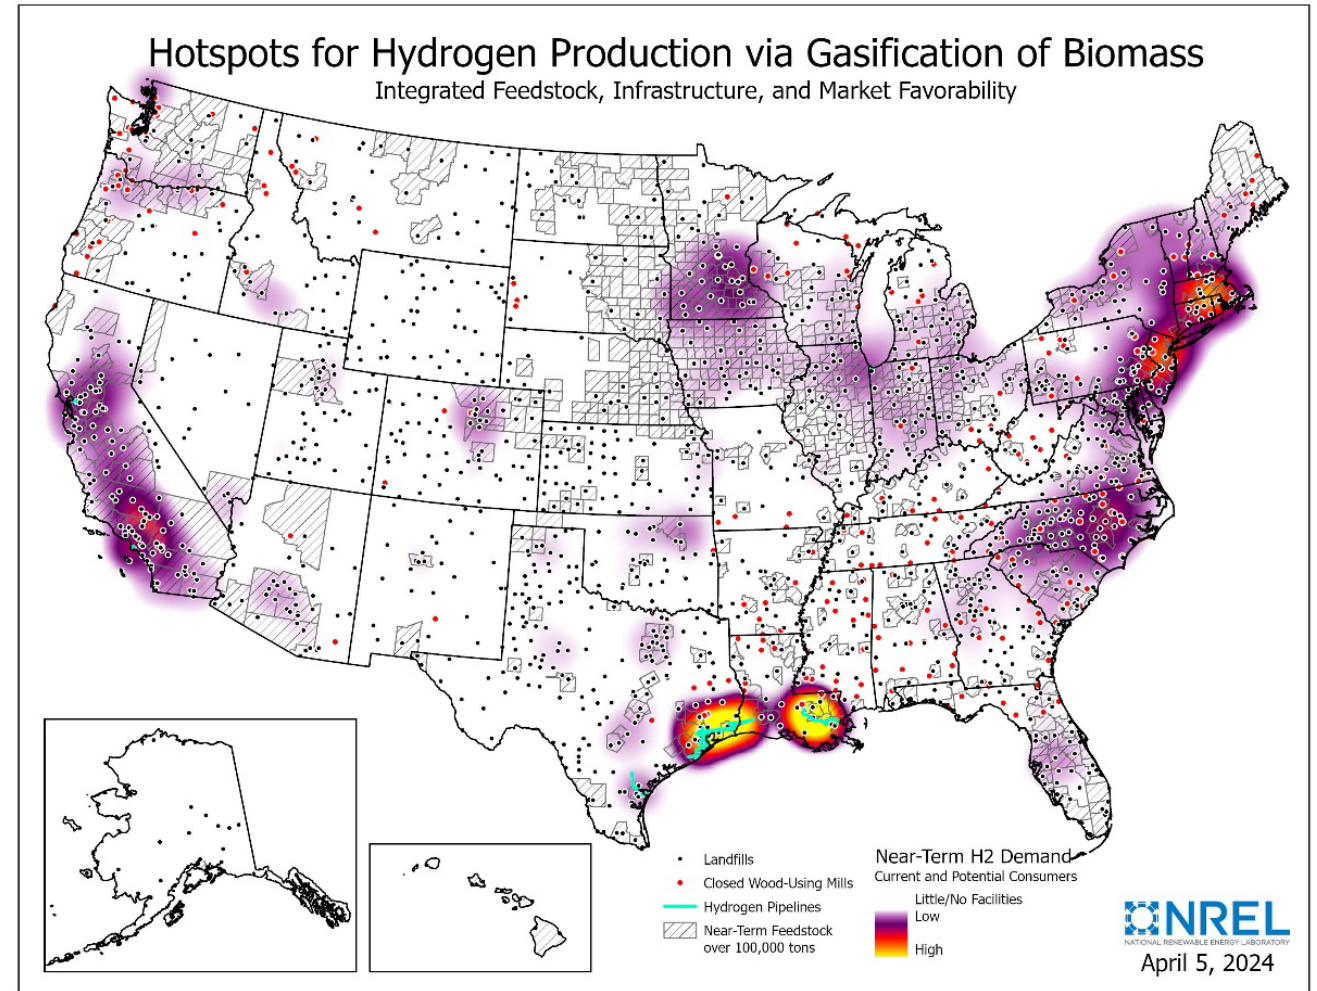 Hotspots for Hydrogen Production via Gasification of Biomass
Integrated Feedstock, Infrastructure, and Market Favorability
Landfills
Closed Wood-Using Mills
Hydrogen Pipelines
Near-Term Feedstock
over 100,000 tons
Near-Term H2 Demand
Current and Potential Consumers
Little/No Facilities
Low
High
NREL
NATIONAL RENEWABLE ENERGY LABORATORY
April 5, 2024